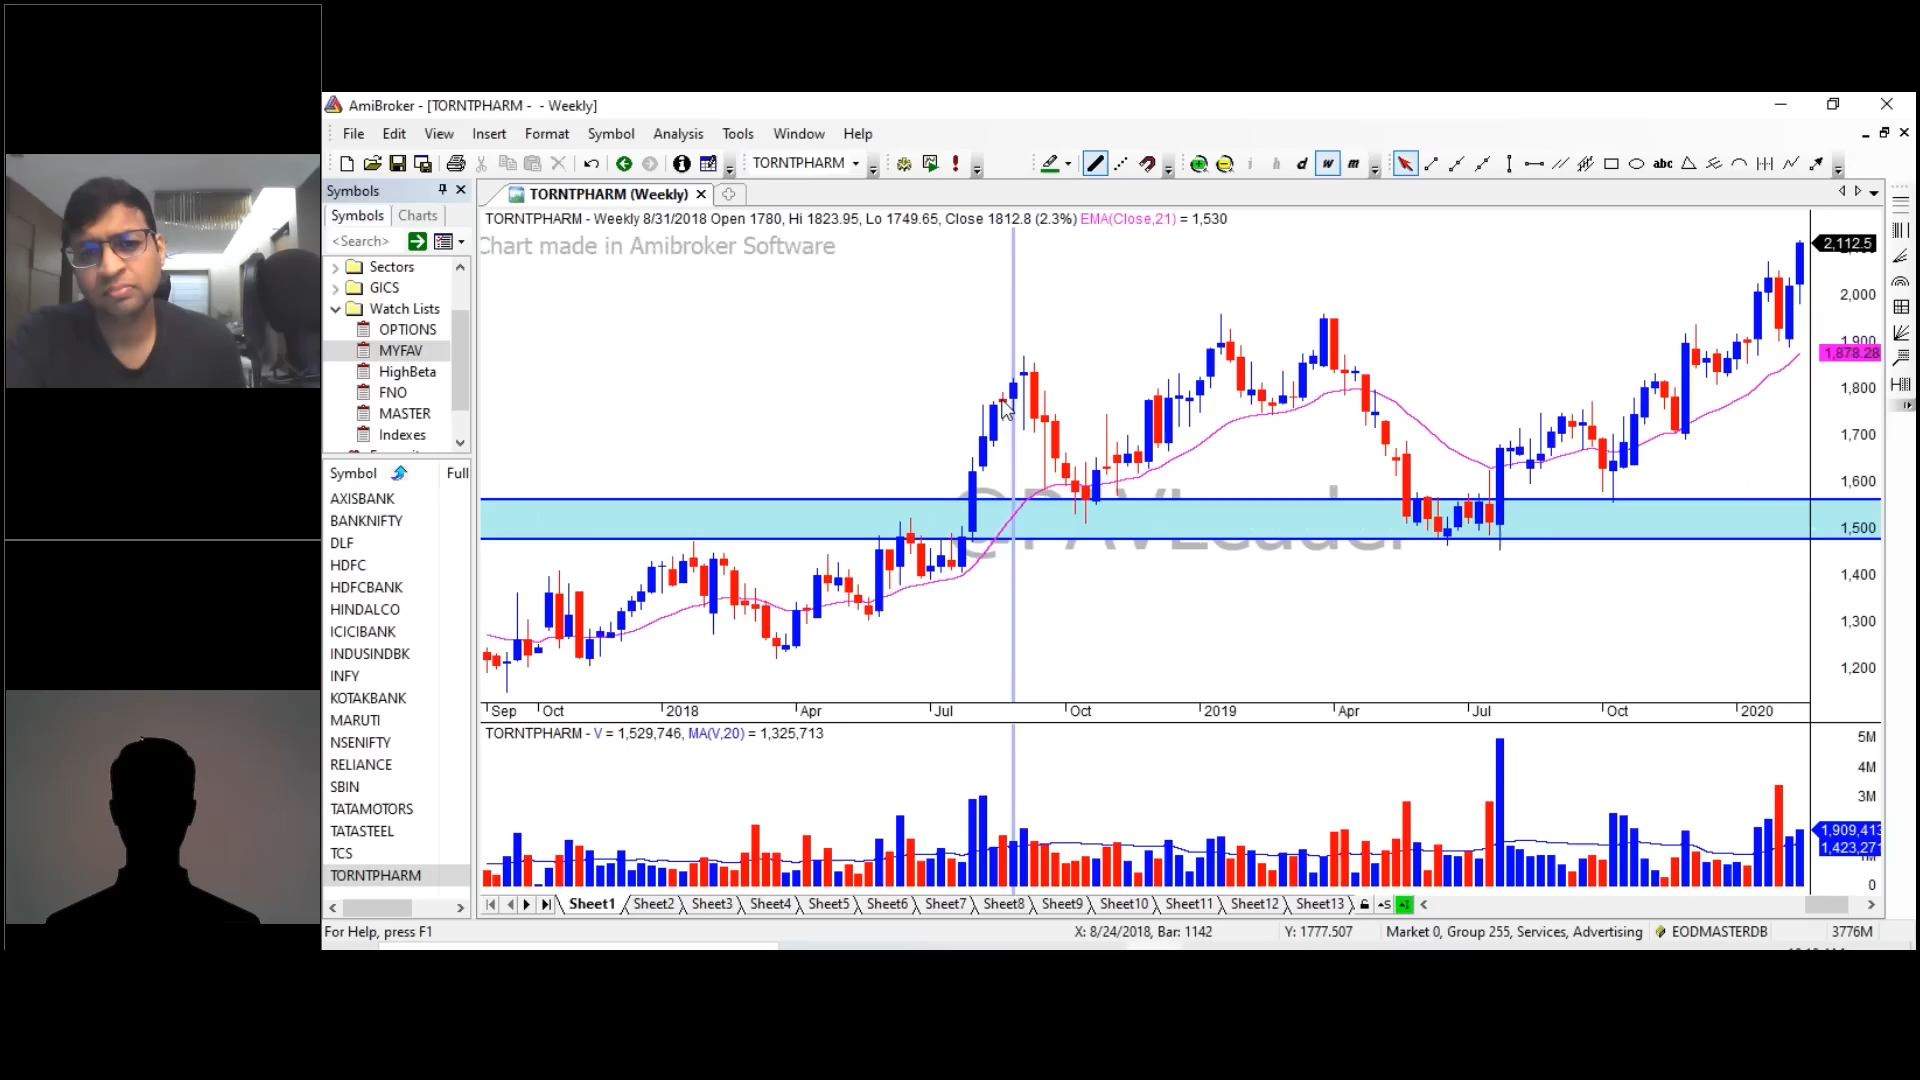 AmiBroker - [TORNTPHARM -  - Weekly]
File Edit View Insert Format Symbol Analysis Tools Window Help
TORNTPHARM
i h d w m
abc
Symbols
TORNTPHARM (Weekly)
Symbols Charts
<Search>
Sectors
GICS
Watch Lists
OPTIONS
MYFAV
HighBeta
FNO
MASTER
Indexes
Symbol Full
AXISBANK
BANKNIFTY
DLF
HDFC
HDFCBANK
HINDALCO
ICICIBANK
INDUSINDBK
INFY
KOTAKBANK
MARUTI
NSENIFTY
RELIANCE
SBIN
TATAMOTORS
TATASTEEL
TCS
TORNTPHARM
TORNTPHARM - Weekly 8/31/2018 Open 1780, Hi 1823.95, Lo 1749.65, Close 1812.8 (2.3%) EMA(Close,21) = 1,530
Chart made in Amibroker Software
2,112.5
2,000
1,900
1,878.28
1,800
1,700
1,600
1,500
1,400
1,300
1,200
Sep Oct 2018 Apr Jul Oct 2019 Apr Jul Oct 2020
TORNTPHARM - V = 1,529,746, MA(V,20) = 1,325,713
5M
4M
3M
1,909,413
1,423,27
0
Sheet1 Sheet2 Sheet3 Sheet4 Sheet5 Sheet6 Sheet7 Sheet8 Sheet9 Sheet10 Sheet11 Sheet12 Sheet13
For Help, press F1
X: 8/24/2018, Bar: 1142
Y: 1777.507
Market 0, Group 255, Services, Advertising
EODMASTERDB
3776M